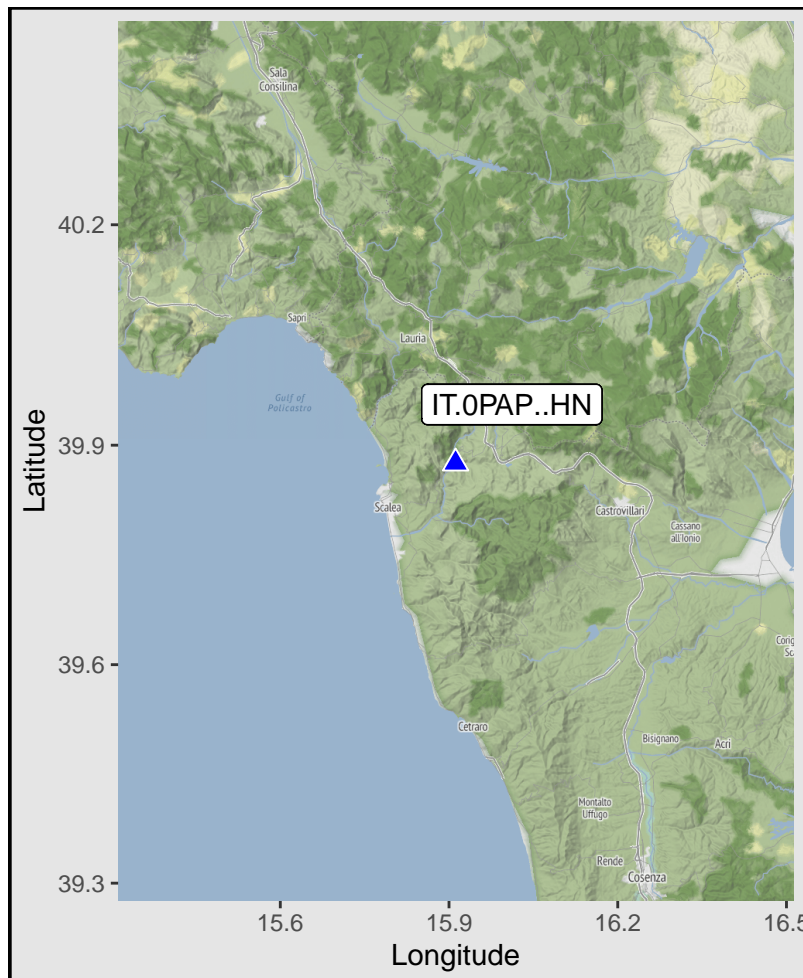 Sala
Consilina
40.2
Sapri
Lauria
Gulf of
Policastro
IT.0PAP..HN
39.9
Latitude
Scalea
Castrovillari
Cassano
all'Ionio
39.6
Cetraro
Bisignano
Acri
Montalto
Uffugo
Rende
Cosenza
39.3
15.6
15.9
16.2
Longitude